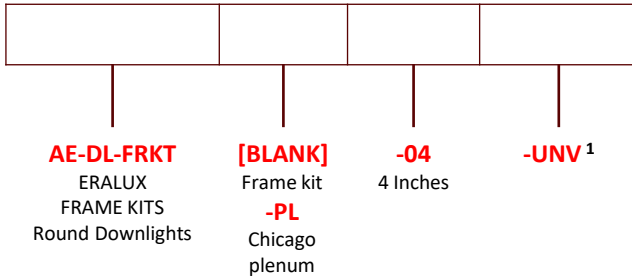 AE-DL-FRKT
ERALUX
FRAME KITS
Round Downlights
[BLANK]
Frame kit
-PL
Chicago
plenum
-04
4 Inches
-UNV 1